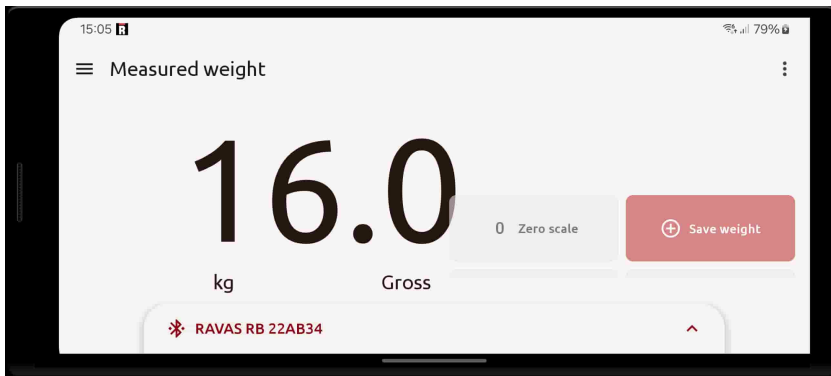 15:05 R 79%
Measured weight
16.0
0 Zero scale
Save weight
kg Gross
RAVAS RB 22AB34